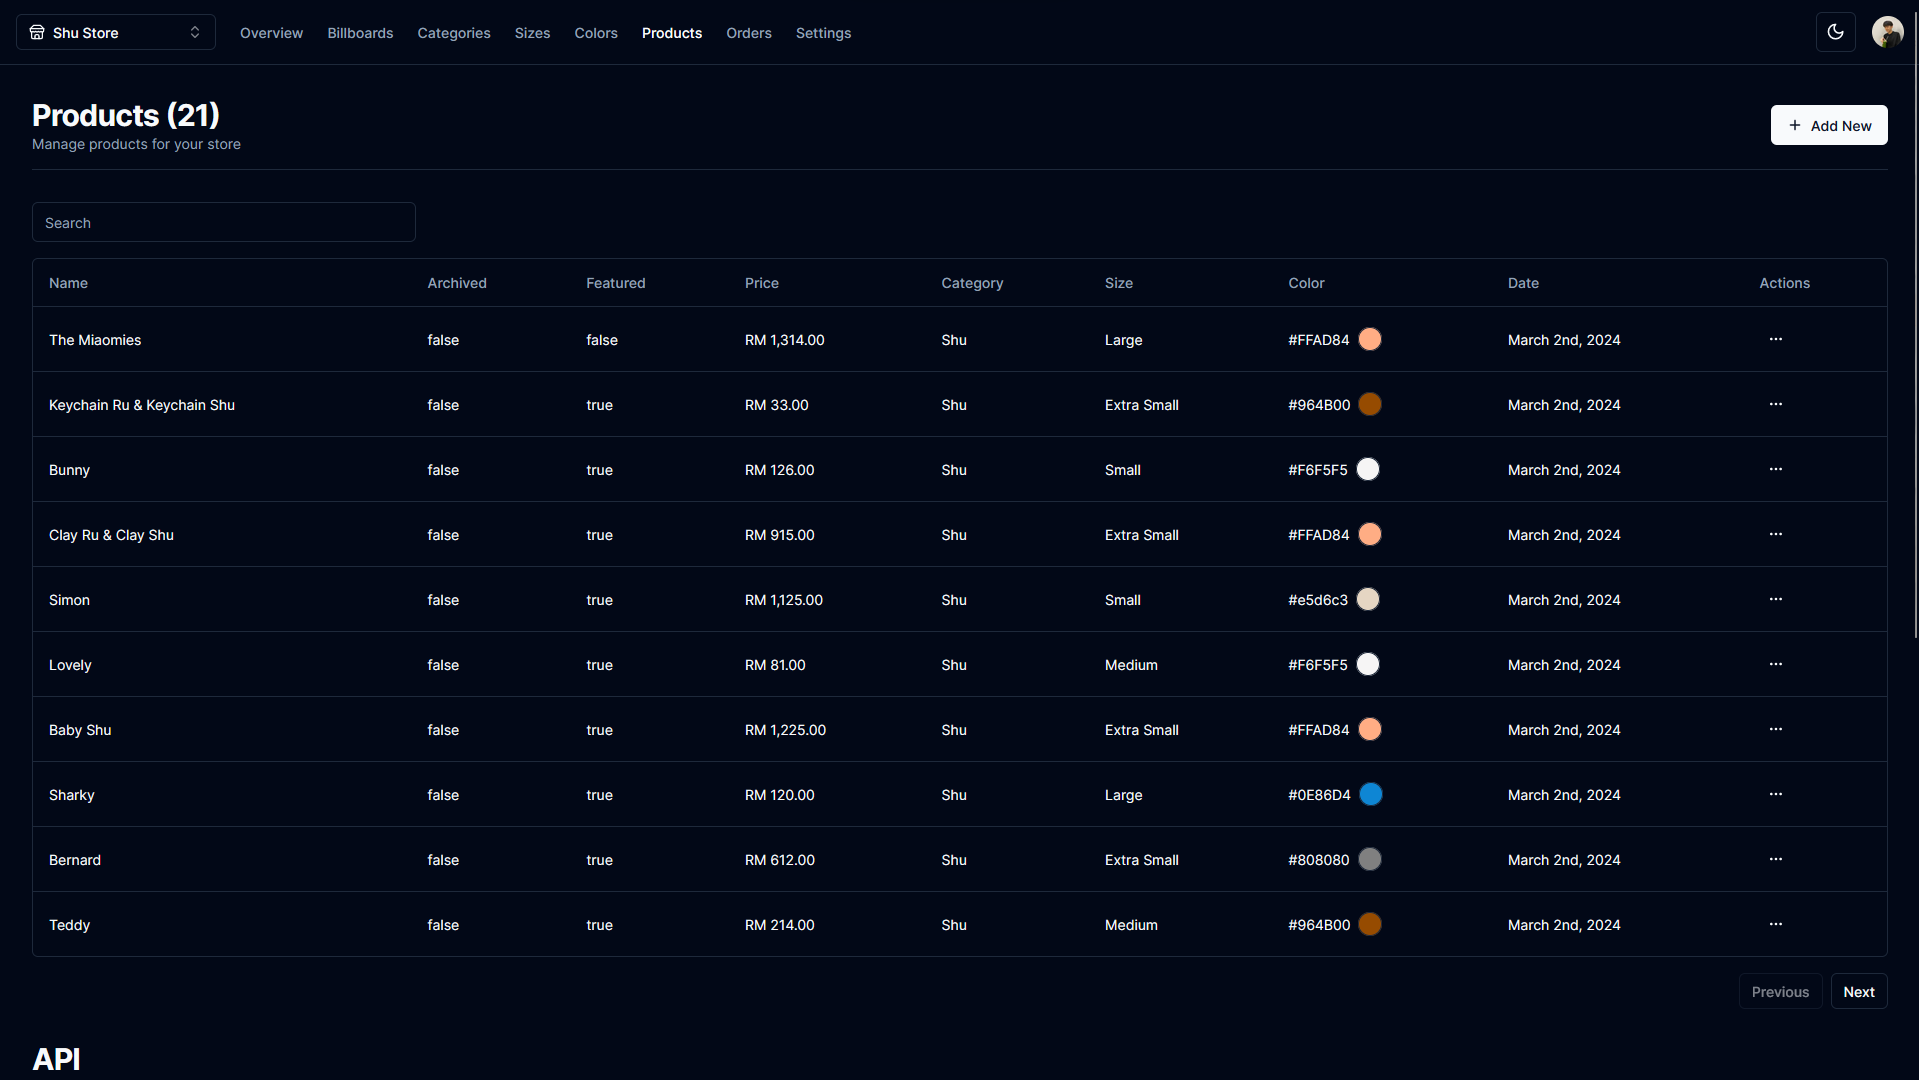 Shu Store Overview Billboards Categories Sizes Colors Products Orders Settings
Products (21)
Manage products for your store
+ Add New
Search
Name Archived Featured Price Category Size Color Date Actions
The Miaomies false false RM 1,314.00 Shu Large #FFAD84 March 2nd, 2024 ...
Keychain Ru & Keychain Shu false true RM 33.00 Shu Extra Small #964B00 March 2nd, 2024 ...
Bunny false true RM 126.00 Shu Small #F6F5F5 March 2nd, 2024 ...
Clay Ru & Clay Shu false true RM 915.00 Shu Extra Small #FFAD84 March 2nd, 2024 ...
Simon false true RM 1,125.00 Shu Small #e5d6c3 March 2nd, 2024 ...
Lovely false true RM 81.00 Shu Medium #F6F5F5 March 2nd, 2024 ...
Baby Shu false true RM 1,225.00 Shu Extra Small #FFAD84 March 2nd, 2024 ...
Sharky false true RM 120.00 Shu Large #0E86D4 March 2nd, 2024 ...
Bernard false true RM 612.00 Shu Extra Small #808080 March 2nd, 2024 ...
Teddy false true RM 214.00 Shu Medium #964B00 March 2nd, 2024 ...
Previous Next
API